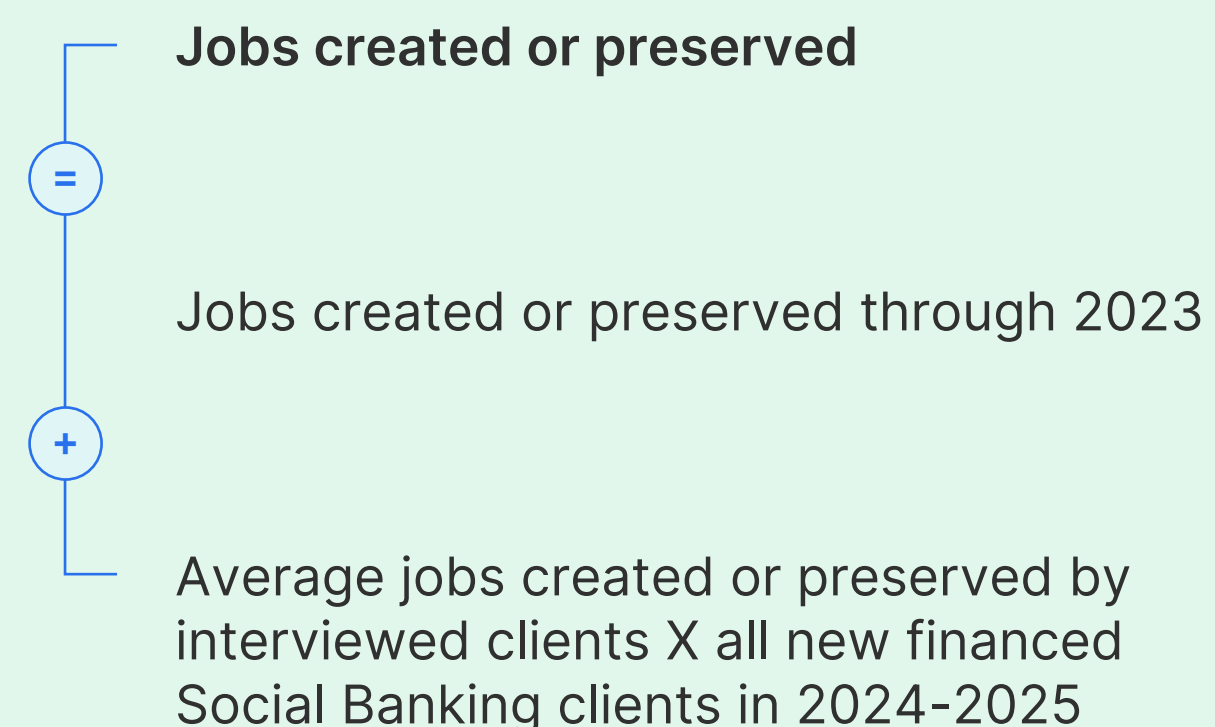 Jobs created or preserved
=
Jobs created or preserved through 2023
+
Average jobs created or preserved by
interviewed clients X all new financed
Social Banking clients in 2024-2025